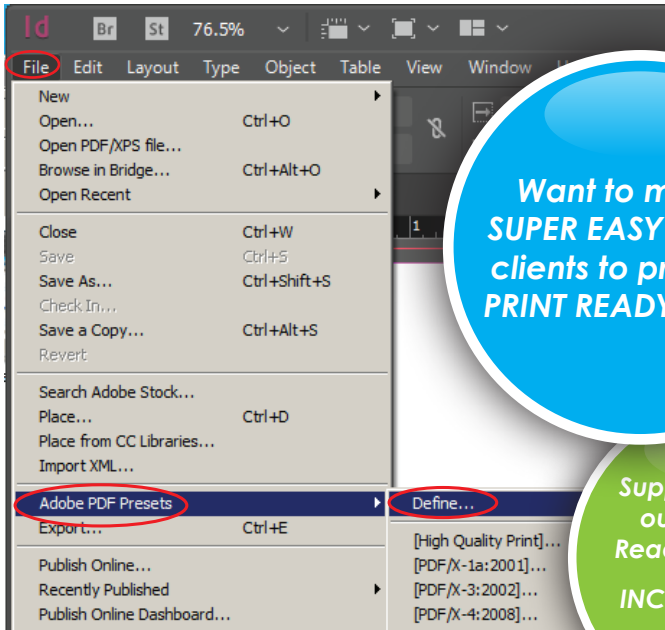 Id Br St 76.5%
File Edit Layout Type Object Table View Window
New
Open... Ctrl+O
Open PDF/XPS file...
Browse in Bridge... Ctrl+Alt+O
Open Recent
Close Ctrl+W
Save Ctrl+S
Save As... Ctrl+Shift+S
Check In...
Save a Copy... Ctrl+Alt+S
Revert
Search Adobe Stock...
Place... Ctrl+D
Place from CC Libraries...
Import XML...
Adobe PDF Presets
Export... Ctrl+E
Publish Online...
Recently Published
Publish Online Dashboard...
Define...
[High Quality Print]...
[PDF/X-1a:2001]...
[PDF/X-3:2002]...
[PDF/X-4:2008]...
1
Want to m
SUPER EASY
clients to pr
PRINT READY
Sup
ou
Read
INC